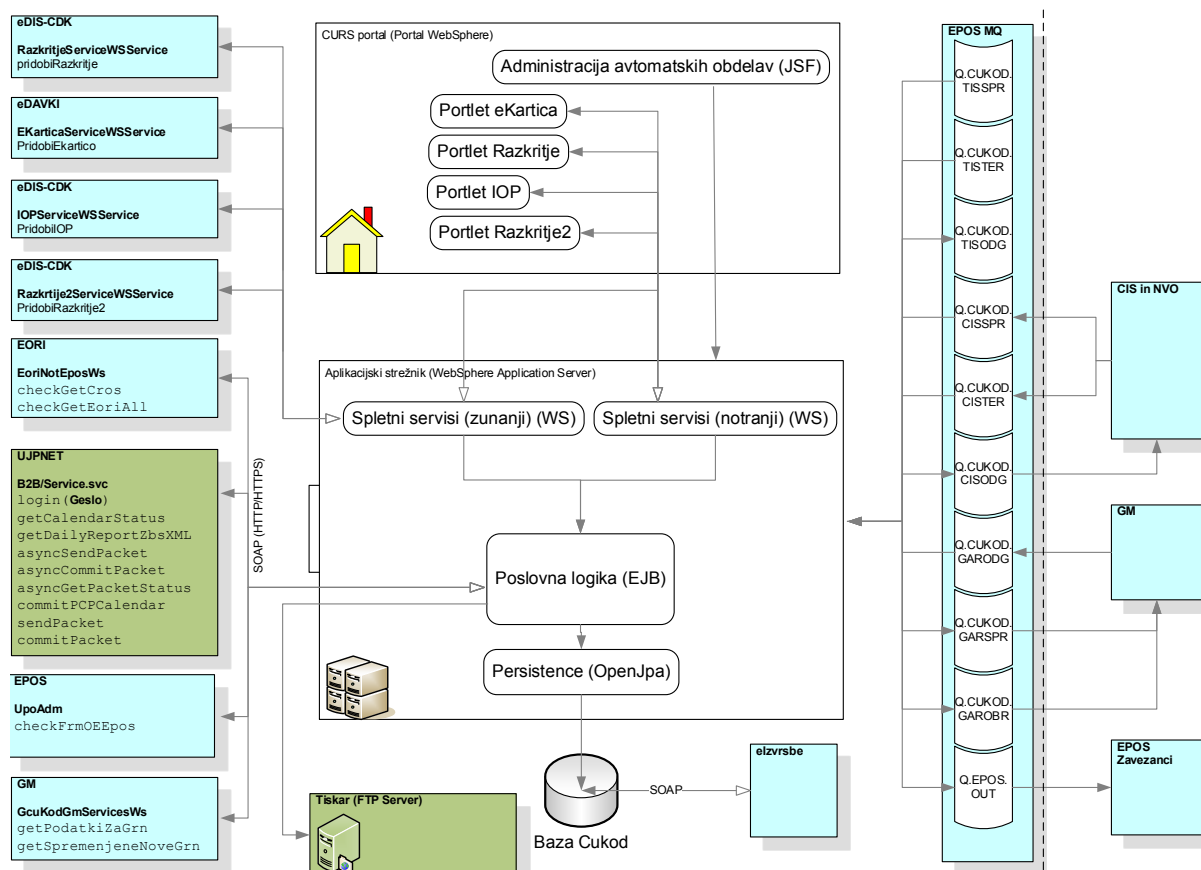 eDIS-CDK
RazkritjeServiceWSService
pridobiRazkritje
eDAVKI
EKarticaServiceWSService
PridobiEkartico
eDIS-CDK
IOPServiceWSService
PridobiIOP
eDIS-CDK
Razkrtije2ServiceWSService
PridobiRazkritje2
EORI
EoriNotEposWs
checkGetCros
checkGetEoriAll
UJPNET
B2B/Service.svc
login(Geslo)
getCalendarStatus
getDailyReportZbsXML
asyncSendPacket
asyncCommitPacket
asyncGetPacketStatus
commitPCPCalendar
sendPacket
commitPacket
EPOS
UpoAdm
checkFrmOEEpos
GM
GcuKodGmServicesWs
getPodatkiZaGrn
getSpremenjeneNoveGrn
SOAP (HTTP/HTTPS)
CURS portal (Portal WebSphere)
Administracija avtomatskih obdelav (JSF)
Portlet eKartica
Portlet Razkritje
Portlet IOP
Portlet Razkritje2
Aplikacijski strežnik (WebSphere Application Server)
Spletni servisi (zunanji) (WS)
Spletni servisi (notranji) (WS)
Poslovna logika (EJB)
Persistence (OpenJpa)
Tiskar (FTP Server)
Baza Cukod
SOAP
eIzvrsbe
EPOS MQ
Q.CUKOD.
TISSPR
Q.CUKOD.
TISTER
Q.CUKOD.
TISODG
Q.CUKOD.
CISSPR
Q.CUKOD.
CISTER
Q.CUKOD.
CISODG
Q.CUKOD.
GARODG
Q.CUKOD.
GARSPR
Q.CUKOD.
GAROBR
Q.EPOS.
OUT
CIS in NVO
GM
EPOS
Zavezanci